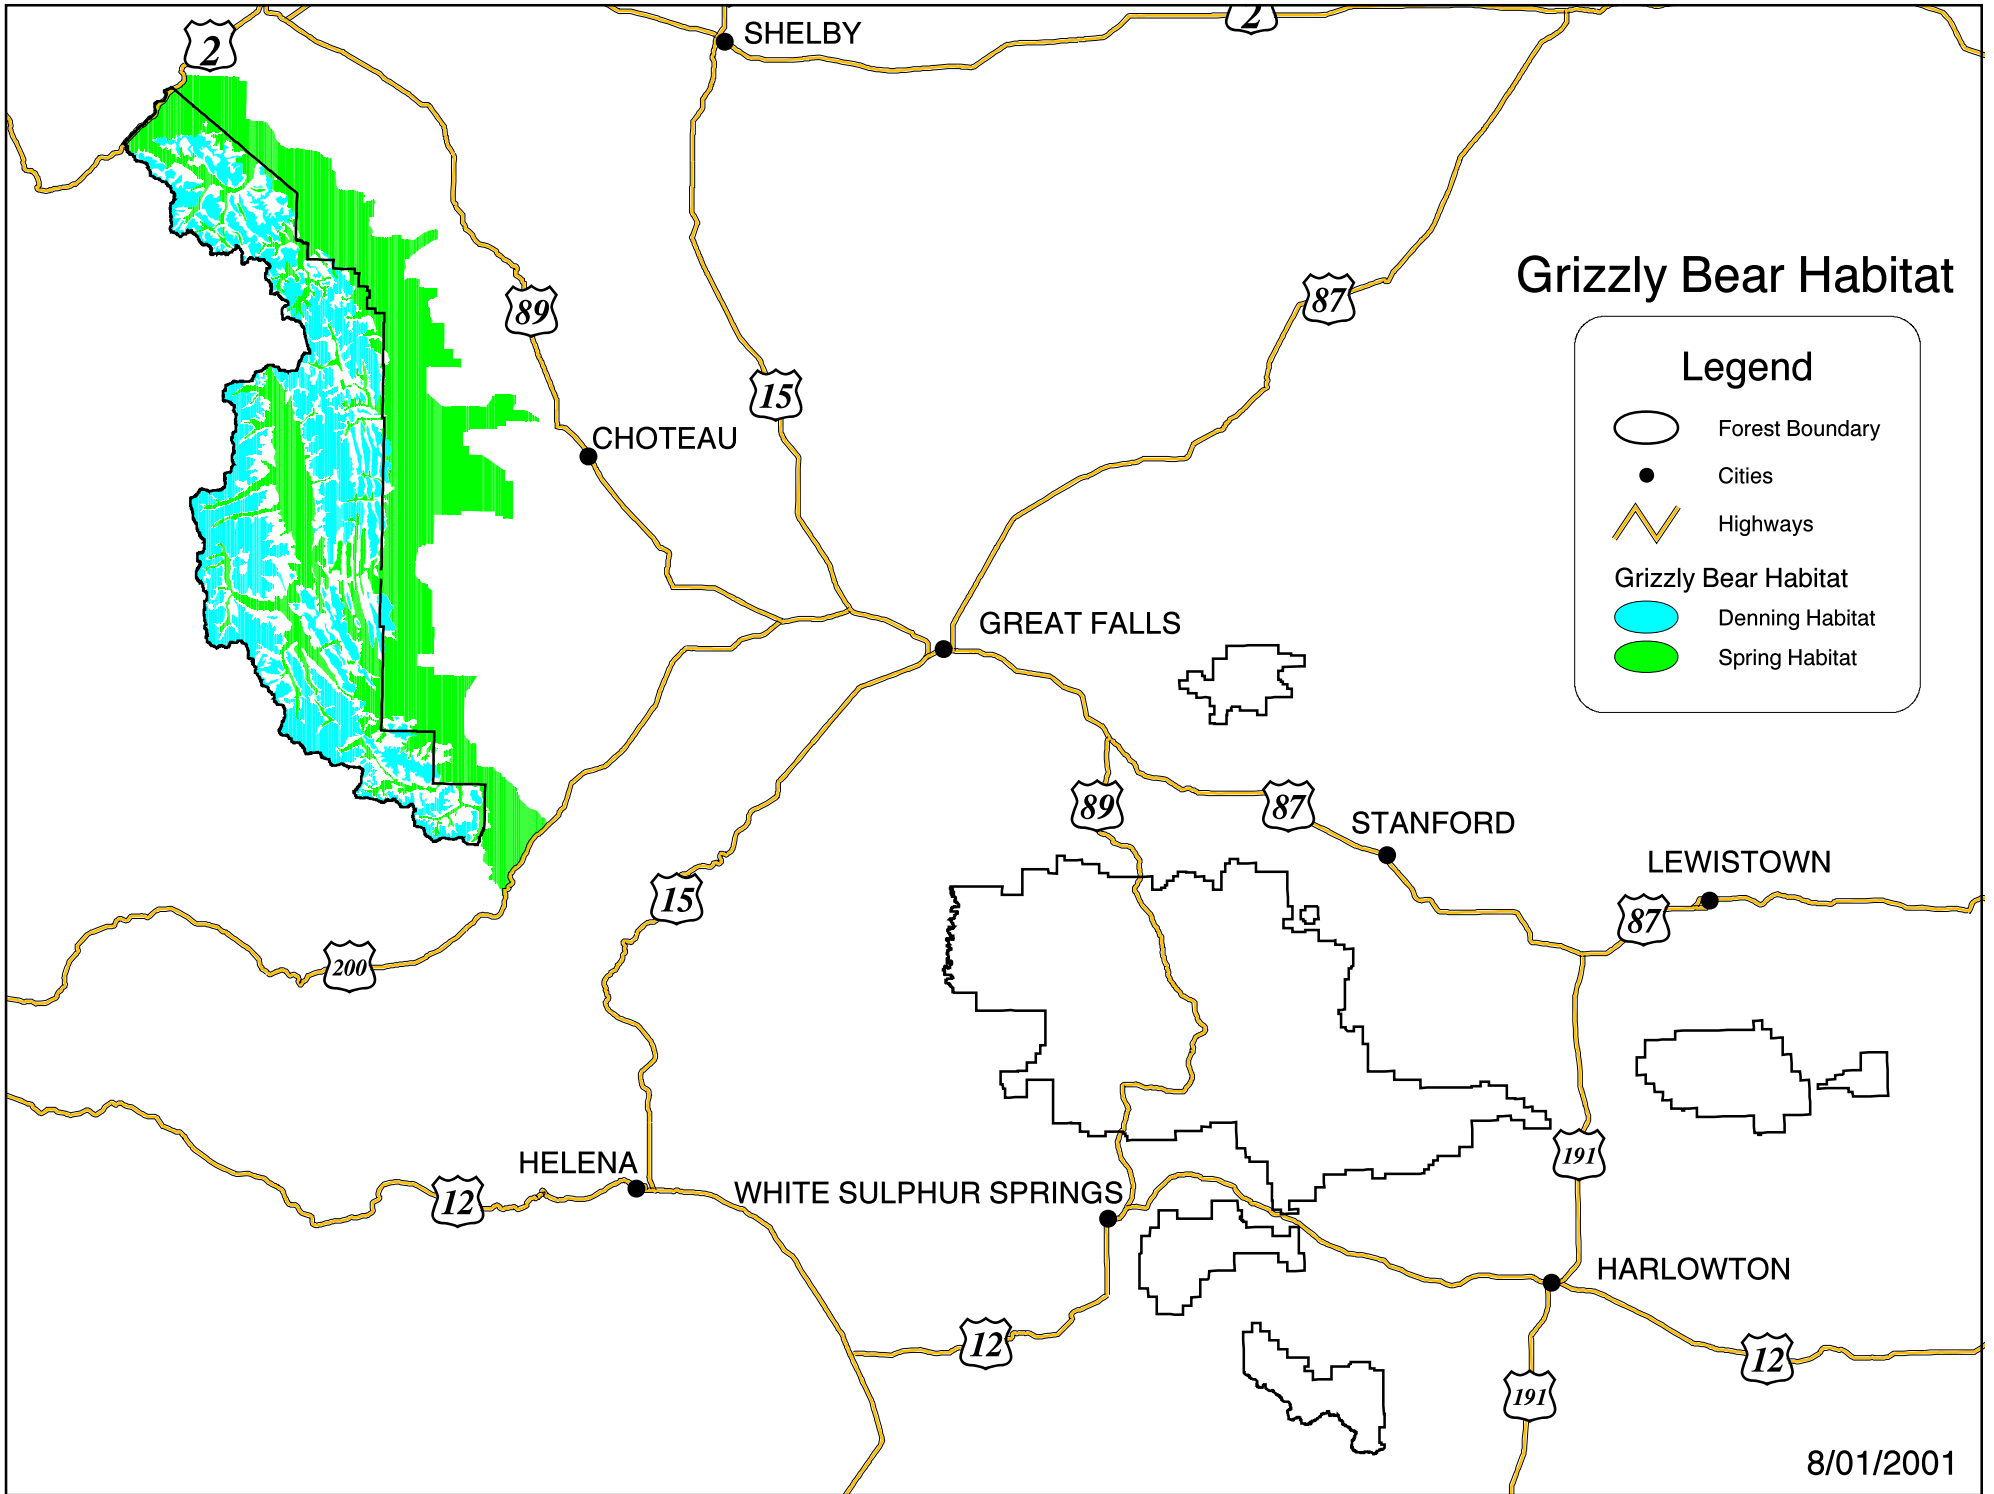 2
SHELBY
2
Grizzly Bear Habitat
89
87
15
Legend
Forest Boundary
Cities
Highways
Grizzly Bear Habitat
Denning Habitat
Spring Habitat
CHOTEAU
GREAT FALLS
89
87
STANFORD
LEWISTOWN
15
87
200
HELENA
12
WHITE SULPHUR SPRINGS
191
HARLOWTON
12
12
191
8/01/2001